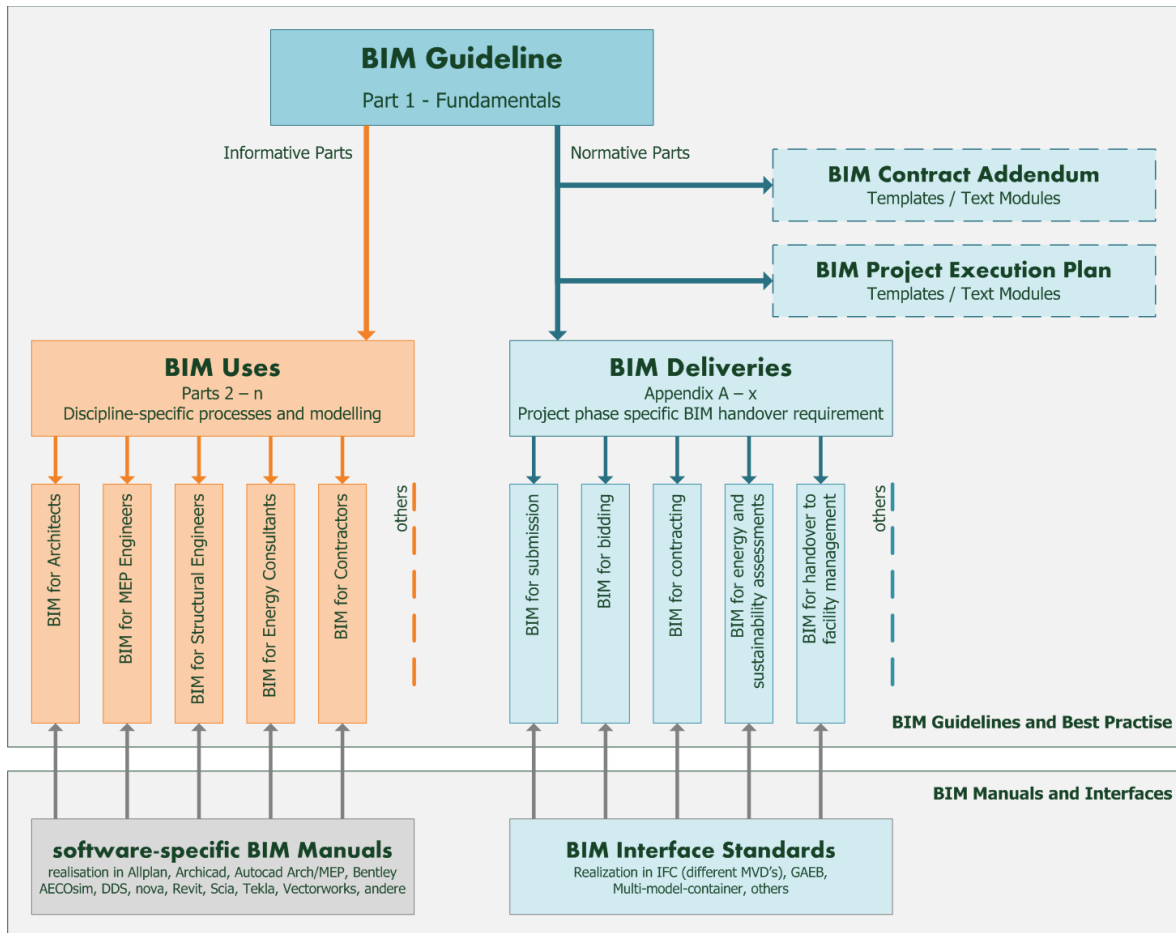 BIM Guideline
Part 1 - Fundamentals
Informative Parts
Normative Parts
BIM Contract Addendum
Templates / Text Modules
BIM Project Execution Plan
Templates / Text Modules
BIM Uses
Parts 2 – n
Discipline-specific processes and modelling
BIM Deliveries
Appendix A – x
Project phase specific BIM handover requirement
BIM for Architects
BIM for MEP Engineers
BIM for Structural Engineers
BIM for Energy Consultants
BIM for Contractors
others
BIM for submission
BIM for bidding
BIM for contracting
BIM for energy and
sustainability assessments
BIM for handover to
facility management
others
BIM Guidelines and Best Practise
BIM Manuals and Interfaces
software-specific BIM Manuals
realisation in Allplan, Archicad, Autocad Arch/MEP, Bentley
AECOsim, DDS, nova, Revit, Scia, Tekla, Vectorworks, andere
BIM Interface Standards
Realization in IFC (different MVD's), GAEB,
Multi-model-container, others